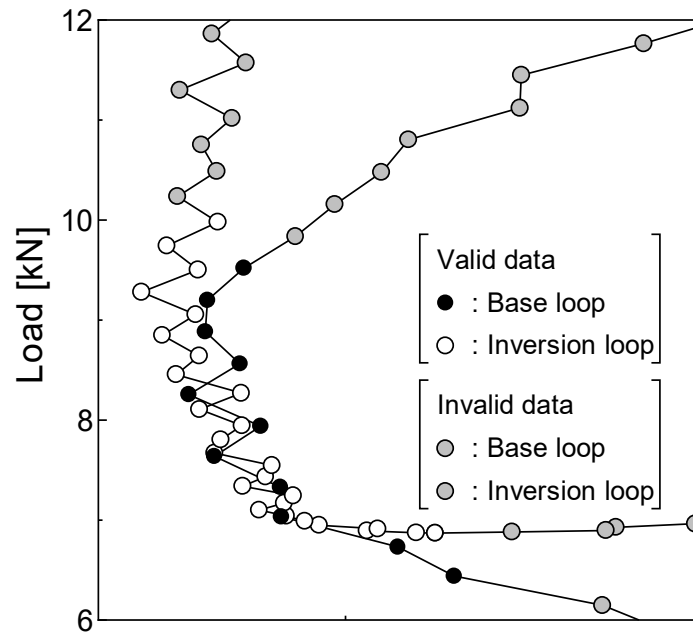 12
10
8
6
Load [kN]
Valid data
: Base loop
: Inversion loop
Invalid data
: Base loop
: Inversion loop